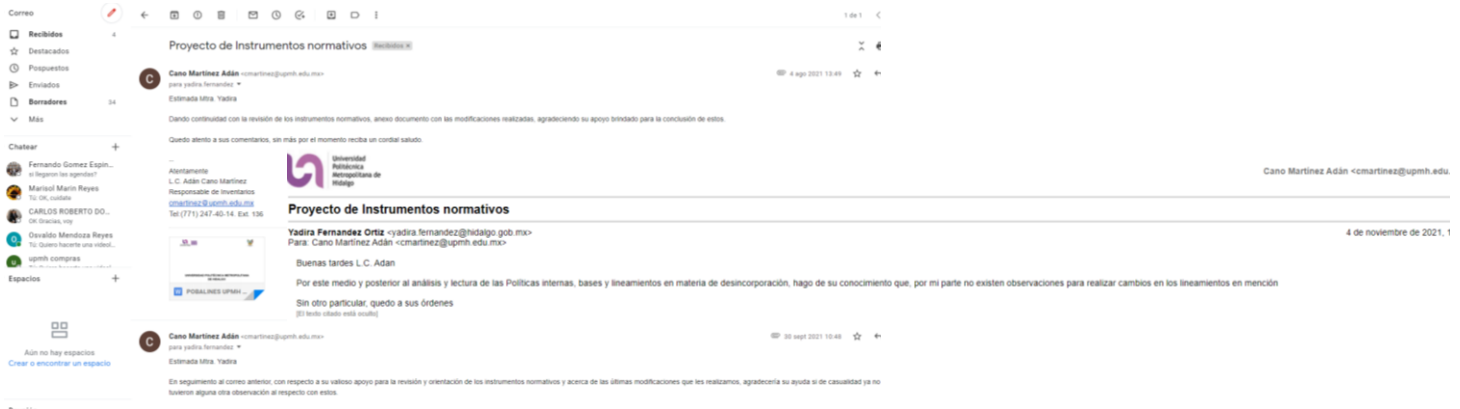 Correo
Recibidos 4
Destacados
Pospuestos
Enviados
Borradores 34
Más
Chatear
Fernando Gomez Espin...
si llegaron las agendas?
Marisol Marin Reyes
Tú: OK, cuidate
CARLOS ROBERTO DO...
OK Gracias, voy
Osvaldo Mendoza Reyes
Tú: Quiero hacerte una videol...
upmh compras
Espacios
Aún no hay espacios
Crear o encontrar un espacio
1 de 1
Proyecto de Instrumentos normativos Recibidos x
Cano Martínez Adán <cmartinez@upmh.edu.mx> 4 ago 2021 13:49
para yadira.fernandez
Estimada Mtra. Yadira
Dando continuidad con la revisión de los instrumentos normativos, anexo documento con las modificaciones realizadas, agradeciendo su apoyo brindado para la conclusión de estos.
Quedo atento a sus comentarios, sin más por el momento reciba un cordial saludo.
--
Atentamente
L.C. Adán Cano Martínez
Responsable de Inventarios
cmartinez@upmh.edu.mx
Tel (771) 247-40-14. Ext. 136
POBALINES UPMH ...
Universidad
Politécnica
Metropolitana de
Hidalgo
Cano Martínez Adán <cmartinez@upmh.edu.
Proyecto de Instrumentos normativos
Yadira Fernandez Ortiz <yadira.fernandez@hidalgo.gob.mx> 4 de noviembre de 2021, 1
Para: Cano Martínez Adán <cmartinez@upmh.edu.mx>
Buenas tardes L.C. Adan
Por este medio y posterior al análisis y lectura de las Políticas internas, bases y lineamientos en materia de desincorporación, hago de su conocimiento que, por mi parte no existen observaciones para realizar cambios en los lineamientos en mención
Sin otro particular, quedo a sus órdenes
[El texto citado está oculto]
Cano Martínez Adán <cmartinez@upmh.edu.mx> 30 sept 2021 10:48
para yadira.fernandez
Estimada Mtra. Yadira
En seguimiento al correo anterior, con respecto a su valioso apoyo para la revisión y orientación de los instrumentos normativos y acerca de las últimas modificaciones que les realizamos, agradecería su ayuda si de casualidad ya no
tuvieron alguna otra observación al respecto con estos.